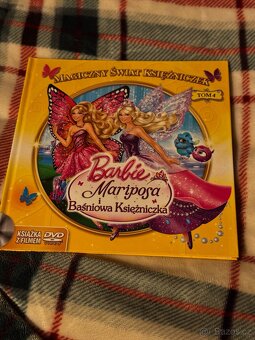 MAGICZNY ŚWIAT KSIĘŻNICZEK
TOM 4
Barbie
Mariposa
i
Baśniowa Księżniczka
KSIĄŻKA
Z FILMEM
DVD